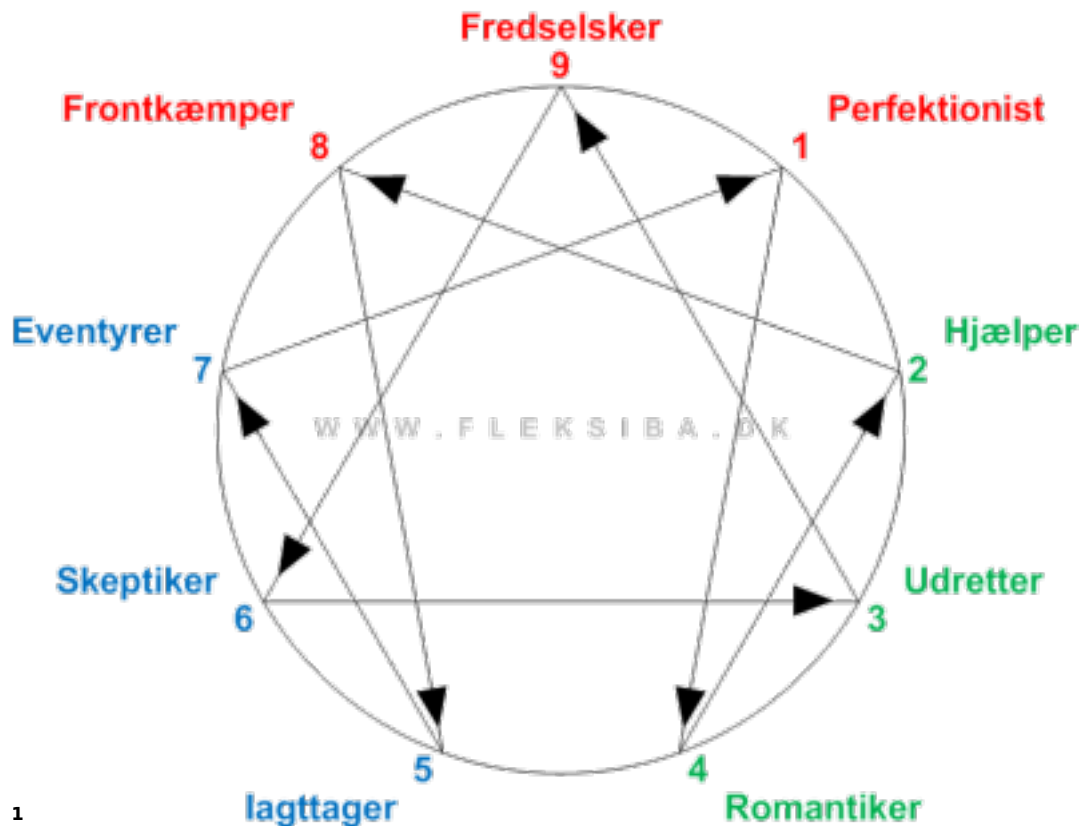 Fredselsker
9
Frontkæmper
8
Perfektionist
1
Eventyrer
7
Hjælper
2
WWW.FLEKSIBA.DK
Skeptiker
6
Udretter
3
5
Iagttager
4
Romantiker
1